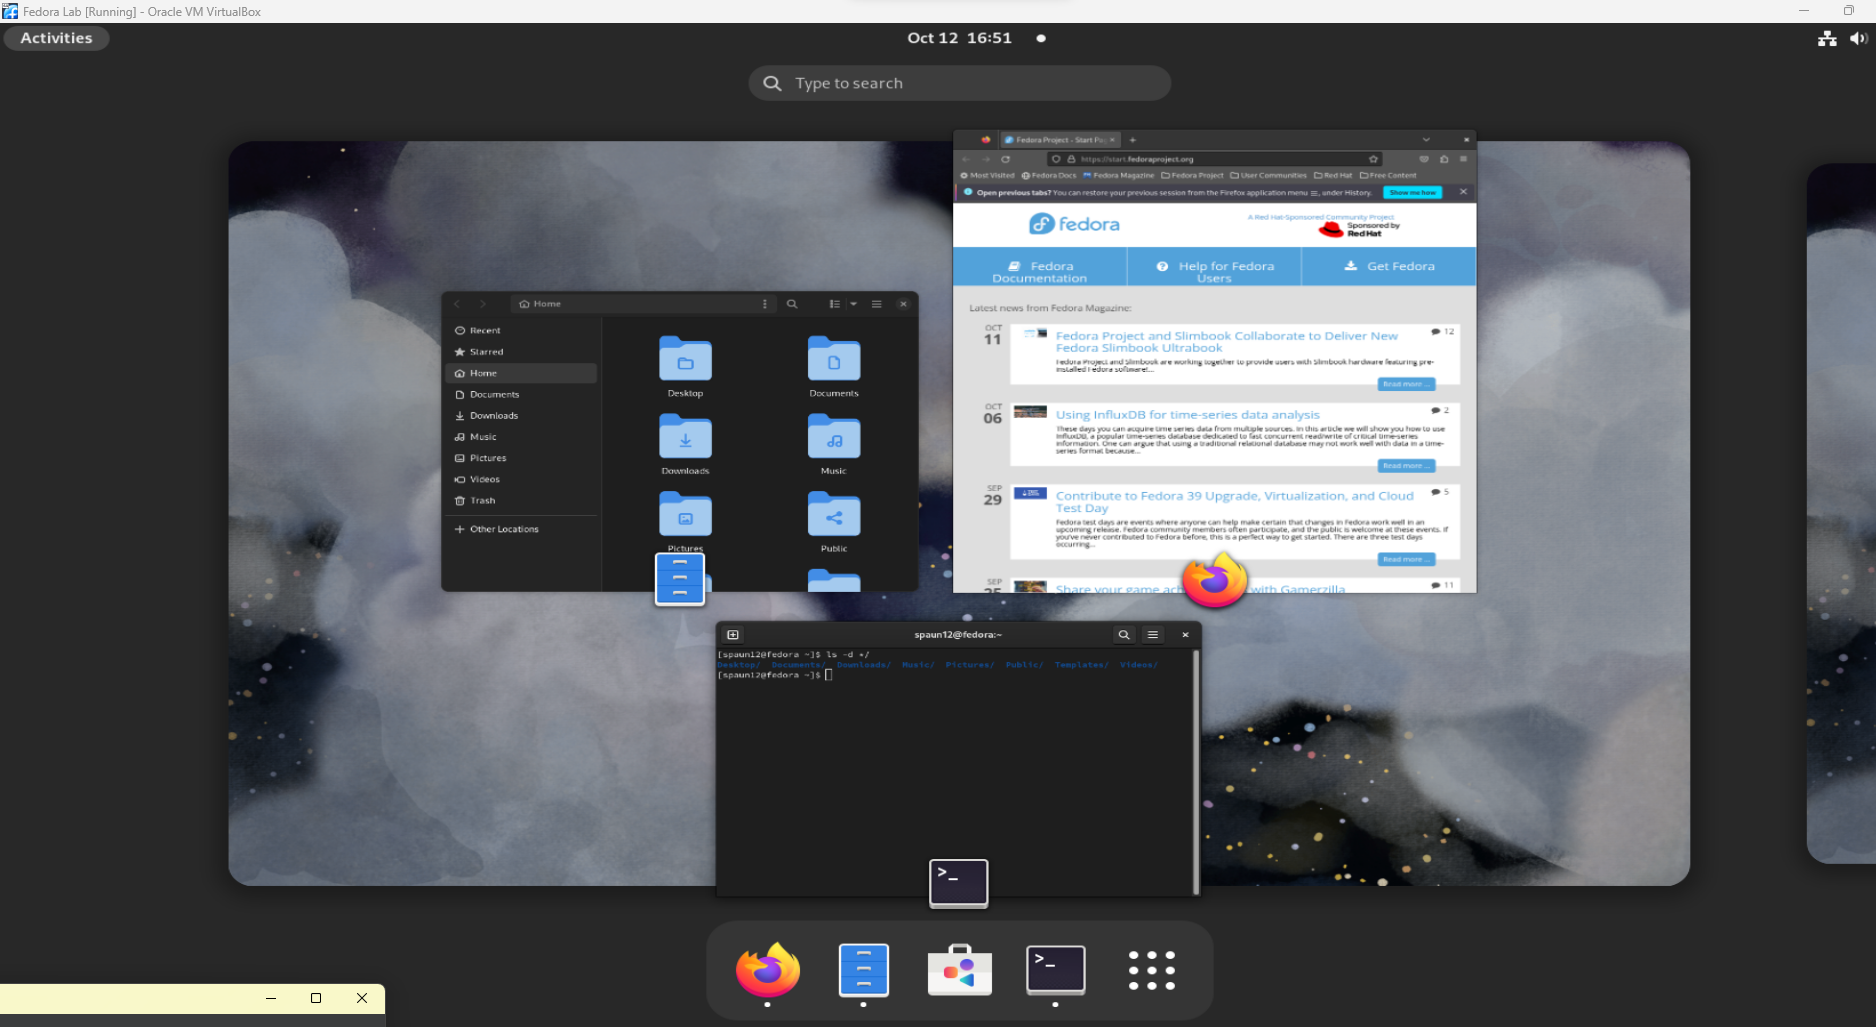 Fedora Lab [Running] - Oracle VM VirtualBox
Activities
Oct 12 16:51
Type to search
Home
Recent
Starred
Home
Documents
Downloads
Music
Pictures
Videos
Trash
Other Locations
Desktop
Documents
Downloads
Music
Pictures
Public
Fedora Project - Start Pag
https://start.fedoraproject.org
Most Visited Fedora Docs Fedora Magazine Fedora Project User Communities Red Hat Free Content
Open previous tabs? You can restore your previous session from the Firefox application menu ≡, under History. Show me how
fedora
A Red Hat-Sponsored Community Project
Sponsored by
Red Hat
Fedora
Documentation
Help for Fedora
Users
Get Fedora
Latest news from Fedora Magazine:
OCT
11
Fedora Project and Slimbook Collaborate to Deliver New
Fedora Slimbook Ultrabook
12
Fedora Project and Slimbook are working together to provide users with Slimbook hardware featuring pre-
installed Fedora software!...
Read more ...
OCT
06
Using InfluxDB for time-series data analysis
2
These days you can acquire time series data from multiple sources. In this article we will show you how to use
InfluxDB, a popular time-series database dedicated to fast concurrent read/write of critical time-series
information. One can argue that using a traditional relational database may not work well with data in a time-
series format because...
Read more ...
SEP
29
Contribute to Fedora 39 Upgrade, Virtualization, and Cloud
Test Day
5
Fedora test days are events where anyone can help make certain that changes in Fedora work well in an
upcoming release. Fedora community members often participate, and the public is welcome at these events. If
you've never contributed to Fedora before, this is a perfect way to get started. There are three test days
occurring...
Read more ...
SEP
25
Share your game ach with Gamerzilla
11
spaun12@fedora:~
[spaun12@fedora ~]$ ls -d */
Desktop/ Documents/ Downloads/ Music/ Pictures/ Public/ Templates/ Videos/
[spaun12@fedora ~]$